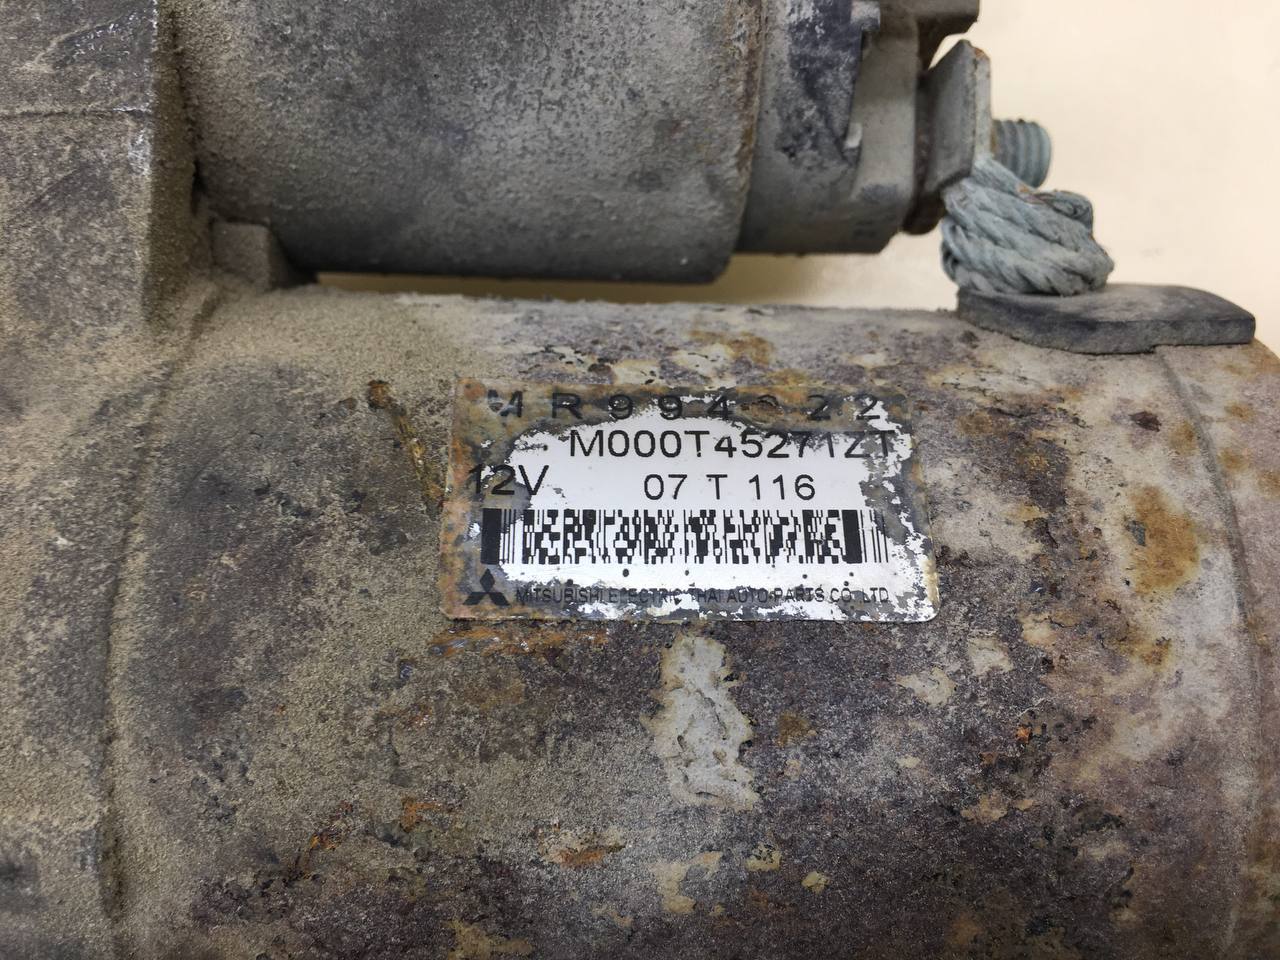 M000T45271ZT
12V 07 T 116
MITSUBISHI ELECTRIC THAI AUTO PARTS CO., LTD.